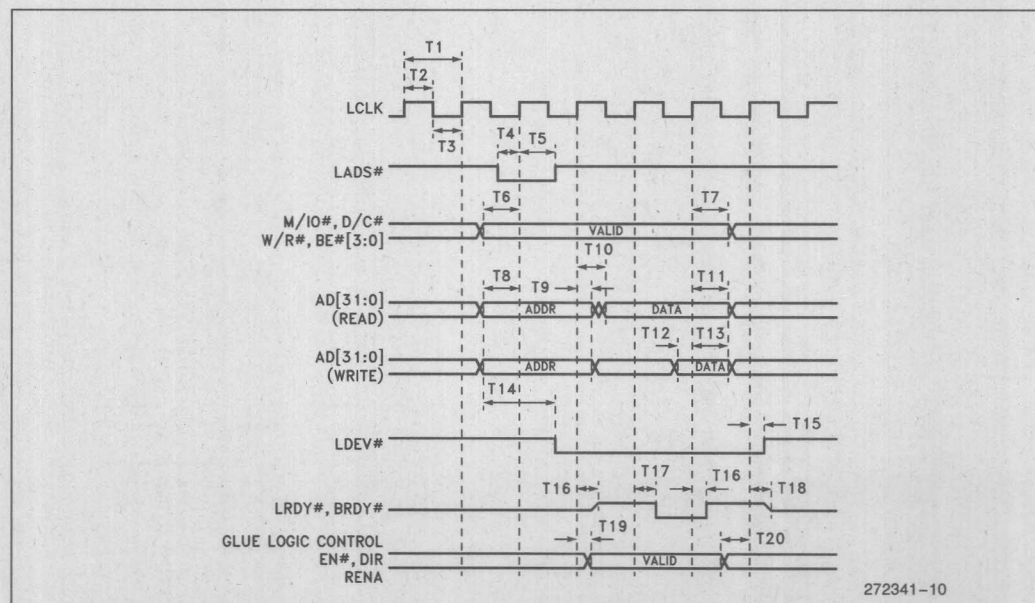 T1
T2
LCLK
T3
T4 T5
LADS#
T6 T7
M/IO#, D/C#
W/R#, BE#[3:0]
VALID
T10
T8 T9 T11
AD[31:0]
(READ)
ADDR DATA
T12 T13
AD[31:0]
(WRITE)
ADDR DATA
T14
LDEV#
T15
T16 T17 T16 T18
LRDY#, BRDY#
T19 T20
GLUE LOGIC CONTROL
EN#, DIR
RENA
VALID
272341–10